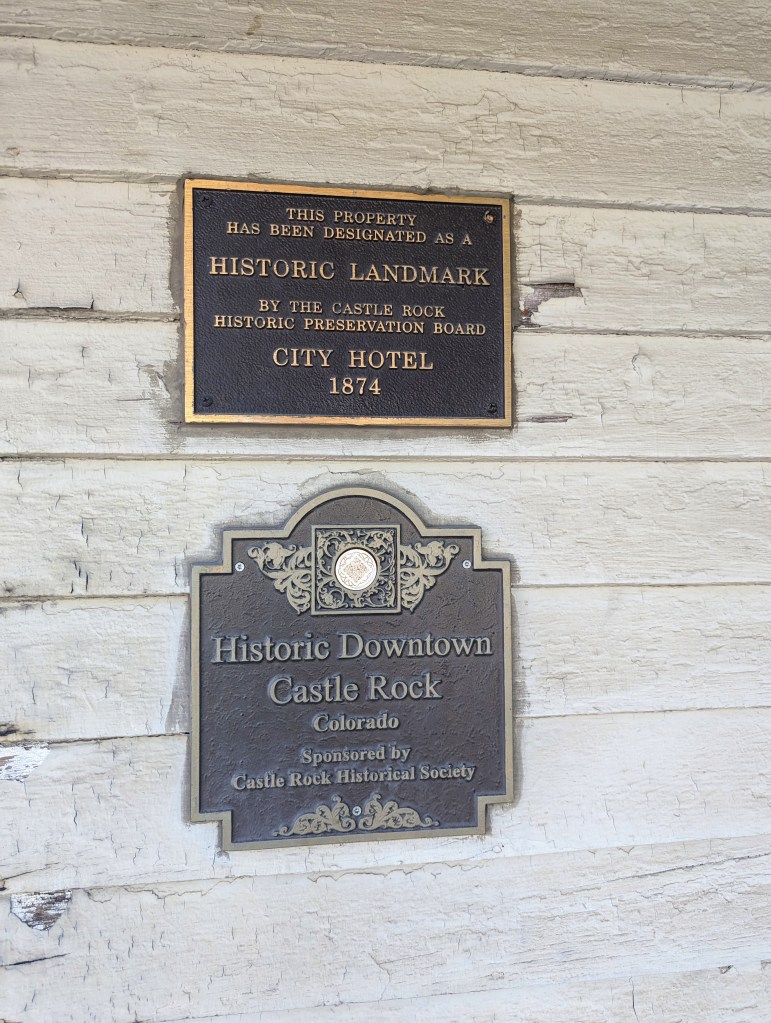 THIS PROPERTY
HAS BEEN DESIGNATED AS A
HISTORIC LANDMARK
BY THE CASTLE ROCK
HISTORIC PRESERVATION BOARD
CITY HOTEL
1874
Historic Downtown
Castle Rock
Colorado
Sponsored by
Castle Rock Historical Society